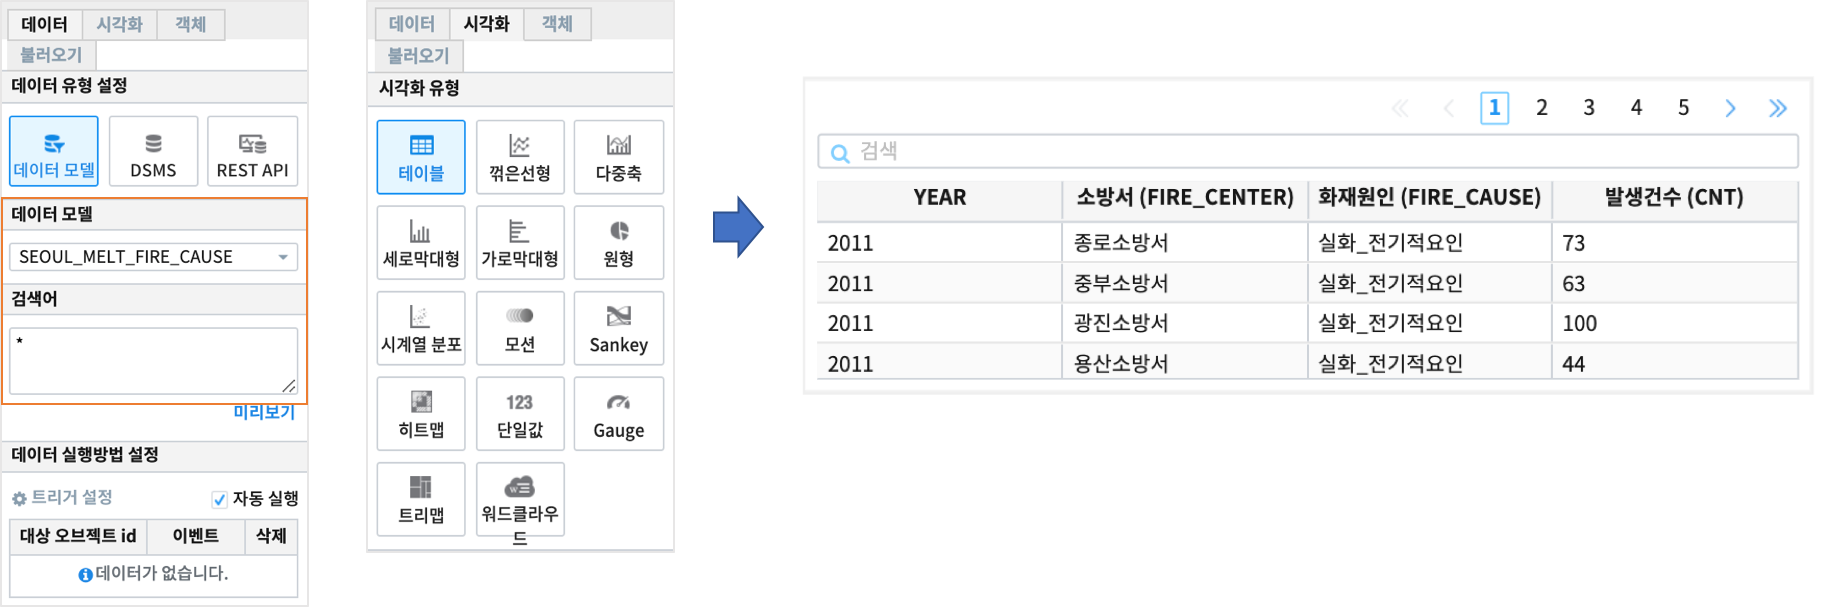 데이터 시각화 객체
불러오기
데이터 유형 설정
데이터 모델 DSMS REST API
데이터 모델
SEOUL_MELT_FIRE_CAUSE
검색어
*
미리보기
데이터 실행방법 설정
트리거 설정 자동 실행
대상 오브젝트 id 이벤트 삭제
데이터가 없습니다.
데이터 시각화 객체
불러오기
시각화 유형
테이블 꺾은선형 다중축
세로막대형 가로막대형 원형
시계열 분포 모션 Sankey
123
히트맵 단일값 Gauge
W
트리맵 워드클라우
드
« ‹ 1 2 3 4 5 › »
검색
YEAR 소방서 (FIRE_CENTER) 화재원인 (FIRE_CAUSE) 발생건수 (CNT)
2011 종로소방서 실화_전기적요인 73
2011 중부소방서 실화_전기적요인 63
2011 광진소방서 실화_전기적요인 100
2011 용산소방서 실화_전기적요인 44